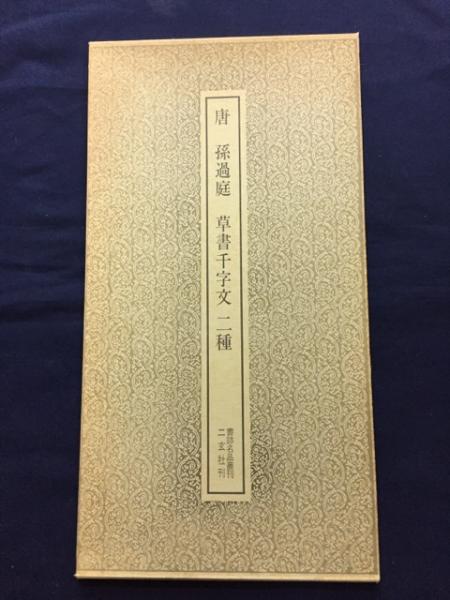 唐 孫過庭 草書千字文 二種
書跡名品叢刊
二玄社刊